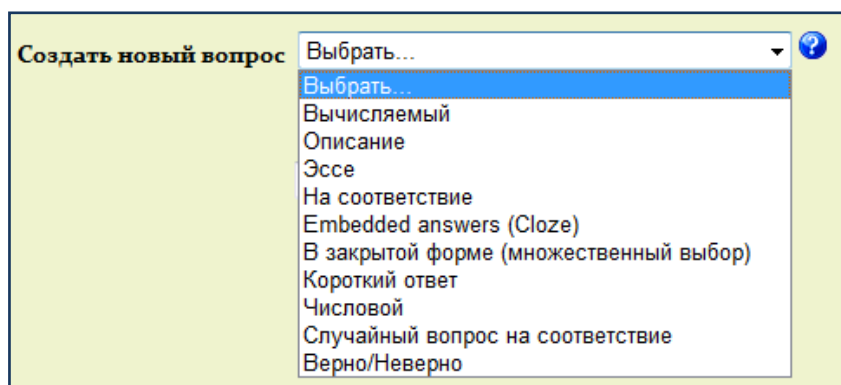 Создать новый вопрос Выбрать...
Выбрать...
Вычисляемый
Описание
Эссе
На соответствие
Embedded answers (Cloze)
В закрытой форме (множественный выбор)
Короткий ответ
Числовой
Случайный вопрос на соответствие
Верно/Неверно